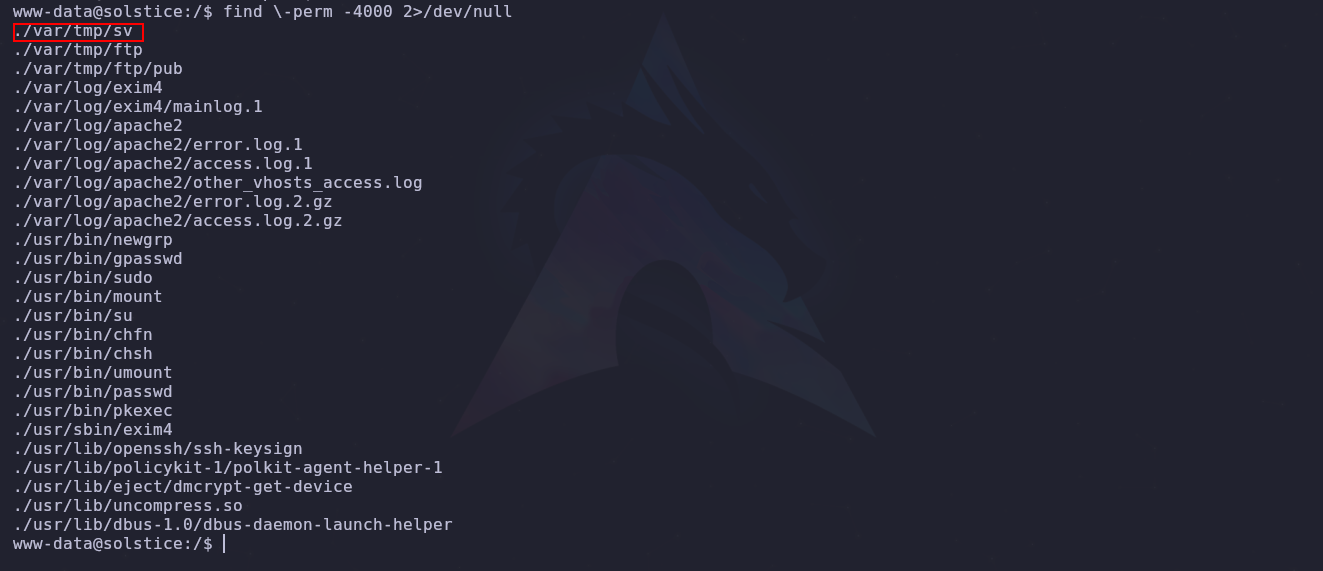 www-data@solstice:/$ find \-perm -4000 2>/dev/null
./var/tmp/sv
./var/tmp/ftp
./var/tmp/ftp/pub
./var/log/exim4
./var/log/exim4/mainlog.1
./var/log/apache2
./var/log/apache2/error.log.1
./var/log/apache2/access.log.1
./var/log/apache2/other_vhosts_access.log
./var/log/apache2/error.log.2.gz
./var/log/apache2/access.log.2.gz
./usr/bin/newgrp
./usr/bin/gpasswd
./usr/bin/sudo
./usr/bin/mount
./usr/bin/su
./usr/bin/chfn
./usr/bin/chsh
./usr/bin/umount
./usr/bin/passwd
./usr/bin/pkexec
./usr/sbin/exim4
./usr/lib/openssh/ssh-keysign
./usr/lib/policykit-1/polkit-agent-helper-1
./usr/lib/eject/dmcrypt-get-device
./usr/lib/uncompress.so
./usr/lib/dbus-1.0/dbus-daemon-launch-helper
www-data@solstice:/$